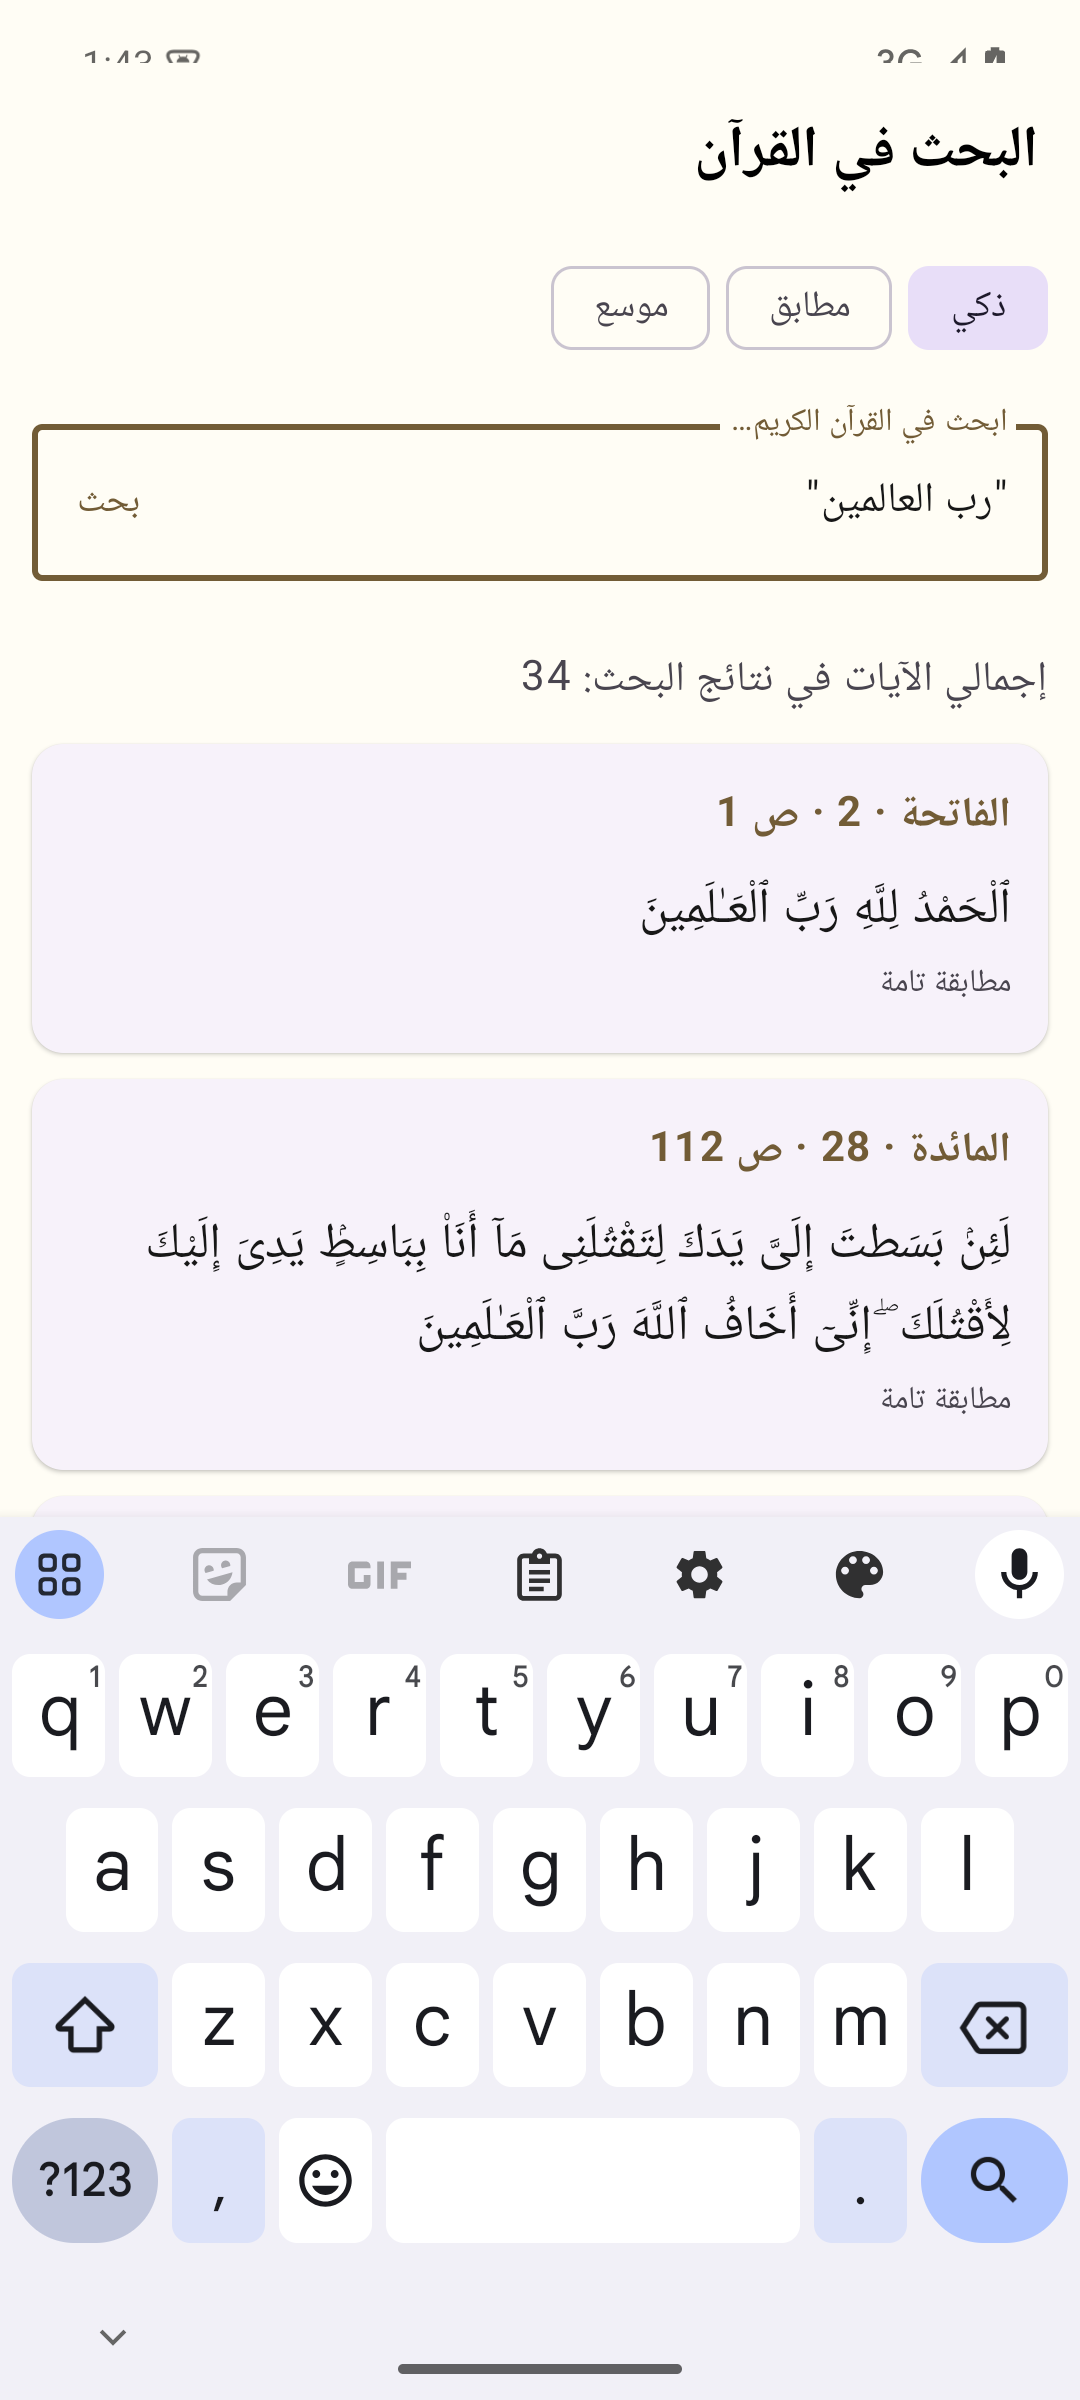 البحث في القرآن
ذكي
مطابق
موسع
ابحث في القرآن الكريم...
"رب العالمين"
بحث
إجمالي الآيات في نتائج البحث: 34
الفاتحة · 2 · ص 1
ٱلْحَمْدُ لِلَّهِ رَبِّ ٱلْعَـٰلَمِينَ
مطابقة تامة
المائدة · 28 · ص 112
لَئِنۢ بَسَطتَ إِلَىَّ يَدَكَ لِتَقْتُلَنِى مَآ أَنَا۠ بِبَاسِطٍۢ يَدِىَ إِلَيْكَ
لِأَقْتُلَكَ ۖ إِنِّىٓ أَخَافُ ٱللَّهَ رَبَّ ٱلْعَـٰلَمِينَ
مطابقة تامة
GIF
q 1 w 2 e 3 r 4 t 5 y 6 u 7 i 8 o 9 p 0
a s d f g h j k l
z x c v b n m
?123 , .